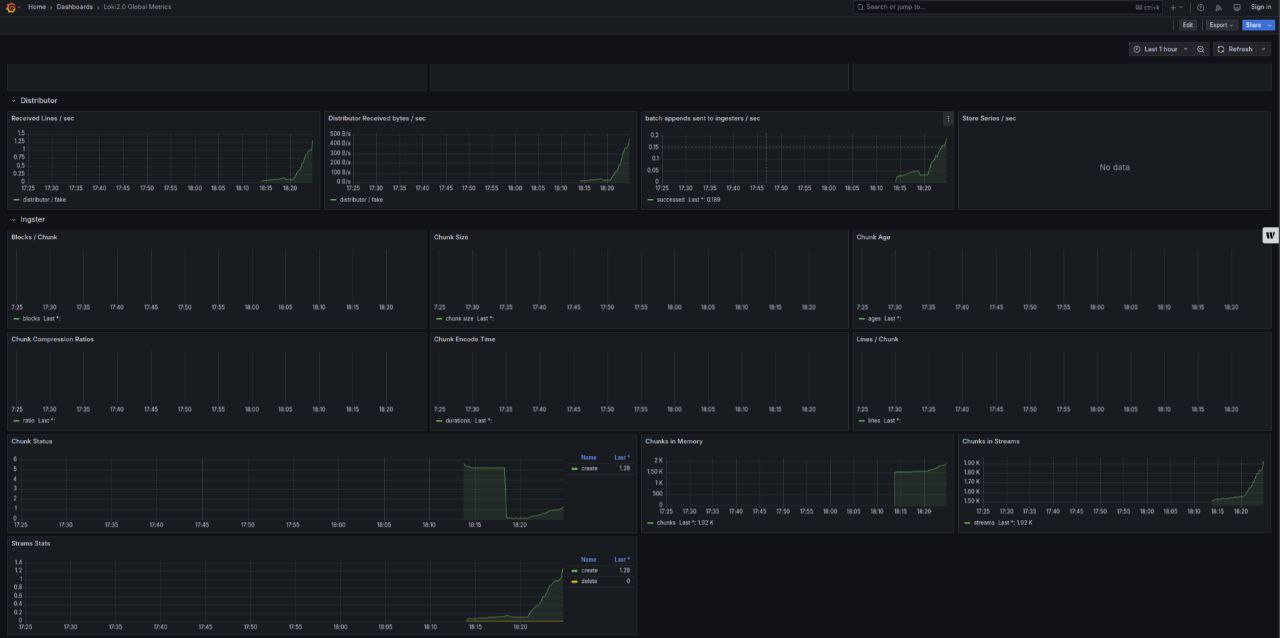 Home › Dashboards › Loki2.0 Global Metrics
Search or jump to...
ctrl+k
Sign in
Edit
Export
Share
Last 1 hour
Refresh
Distributor
Received Lines / sec
1.5
1.25
1
0.75
0.5
0.25
0
17:25 17:30 17:35 17:40 17:45 17:50 17:55 18:00 18:05 18:10 18:15 18:20
distributor / fake
Distributor Received bytes / sec
500 B/s
400 B/s
300 B/s
200 B/s
100 B/s
0 B/s
17:25 17:30 17:35 17:40 17:45 17:50 17:55 18:00 18:05 18:10 18:15 18:20
distributor / fake
batch appends sent to ingesters / sec
0.2
0.15
0.1
0.05
0
17:25 17:30 17:35 17:40 17:45 17:50 17:55 18:00 18:05 18:10 18:15 18:20
successed Last *: 0.189
Store Series / sec
No data
Ingster
Blocks / Chunk
7:25 17:30 17:35 17:40 17:45 17:50 17:55 18:00 18:05 18:10 18:15 18:20
blocks Last *:
Chunk Size
7:25 17:30 17:35 17:40 17:45 17:50 17:55 18:00 18:05 18:10 18:15 18:20
chunk size Last *:
Chunk Age
7:25 17:30 17:35 17:40 17:45 17:50 17:55 18:00 18:05 18:10 18:15 18:20
ages Last *:
W
Chunk Compression Ratios
7:25 17:30 17:35 17:40 17:45 17:50 17:55 18:00 18:05 18:10 18:15 18:20
ratio Last *:
Chunk Encode Time
7:25 17:30 17:35 17:40 17:45 17:50 17:55 18:00 18:05 18:10 18:15 18:20
durations. Last *:
Lines / Chunk
7:25 17:30 17:35 17:40 17:45 17:50 17:55 18:00 18:05 18:10 18:15 18:20
lines Last *:
Chunk Status
6
5
4
3
2
1
0
17:25 17:30 17:35 17:40 17:45 17:50 17:55 18:00 18:05 18:10 18:15 18:20
Name Last *
create 1.28
Chunks in Memory
2 K
1.50 K
1 K
500
0
17:25 17:30 17:35 17:40 17:45 17:50 17:55 18:00 18:05 18:10 18:15 18:20
chunks Last *: 1.92 K
Chunks in Streams
1.90 K
1.80 K
1.70 K
1.60 K
1.50 K
17:25 17:30 17:35 17:40 17:45 17:50 17:55 18:00 18:05 18:10 18:15 18:20
streams Last *: 1.92 K
Strams Stats
1.4
1.2
1
0.8
0.6
0.4
0.2
0
17:25 17:30 17:35 17:40 17:45 17:50 17:55 18:00 18:05 18:10 18:15 18:20
Name Last *
create 1.28
delete 0